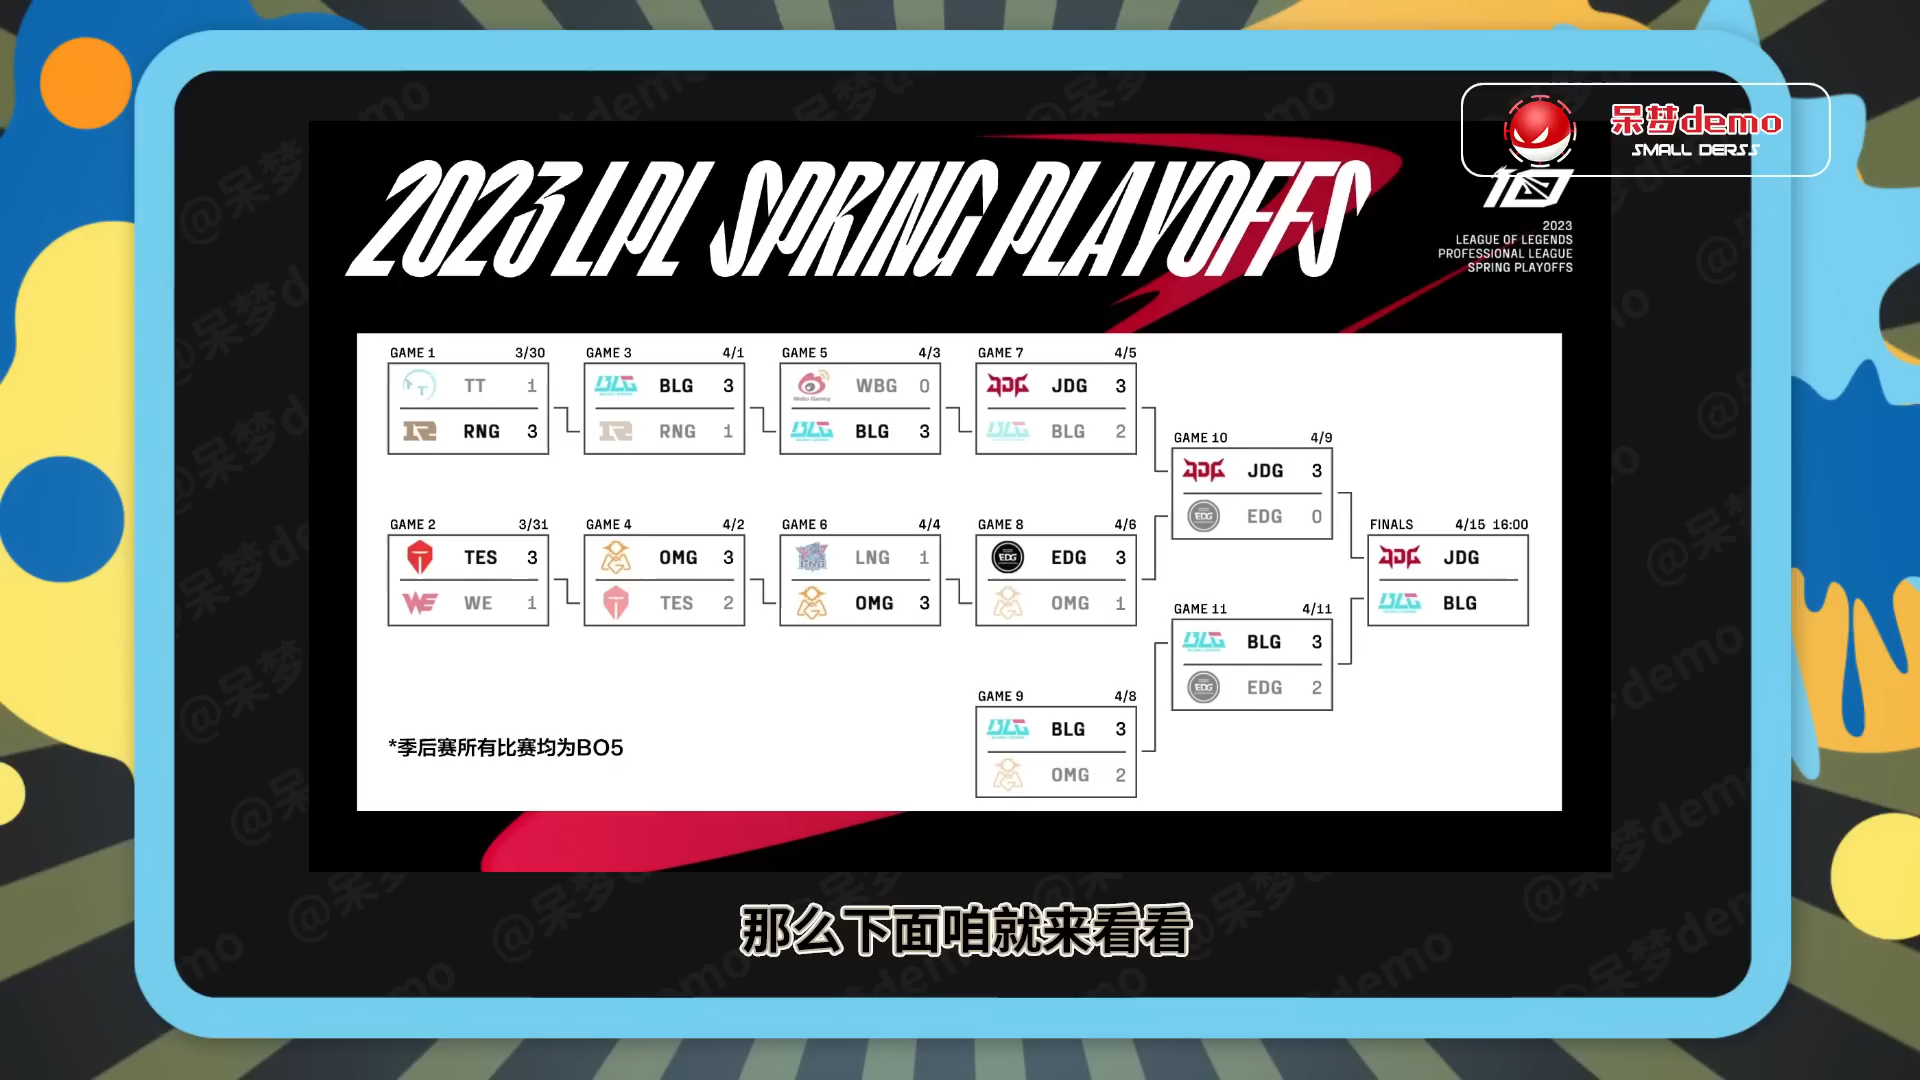 呆梦demo
SMALL DERSS
2023 LPL SPRING PLAYOFFS
2023
LEAGUE OF LEGENDS
PROFESSIONAL LEAGUE
SPRING PLAYOFFS
GAME 1 3/30
TT 1
RNG 3
GAME 3 4/1
BLG 3
RNG 1
GAME 5 4/3
WBG 0
BLG 3
GAME 7 4/5
JDG 3
BLG 2
GAME 10 4/9
JDG 3
EDG 0
GAME 2 3/31
TES 3
WE 1
GAME 4 4/2
OMG 3
TES 2
GAME 6 4/4
LNG 1
OMG 3
GAME 8 4/6
EDG 3
OMG 1
FINALS 4/15 16:00
JDG
BLG
GAME 11 4/11
BLG 3
EDG 2
GAME 9 4/8
BLG 3
OMG 2
*季后赛所有比赛均为BO5
那么下面咱就来看看
@呆梦demo